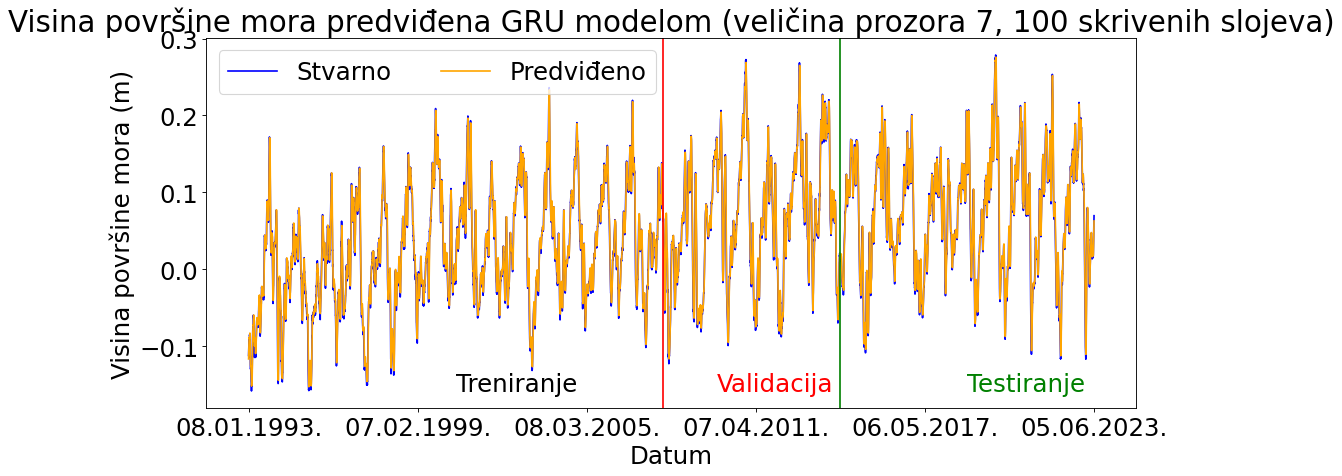 Visina površine mora predviđena GRU modelom (veličina prozora 7, 100 skrivenih slojeva)
Visina površine mora (m)
0.3
0.2
0.1
0.0
−0.1
Stvarno
Predviđeno
Treniranje
Validacija
Testiranje
08.01.1993.
07.02.1999.
08.03.2005.
07.04.2011.
06.05.2017.
05.06.2023.
Datum